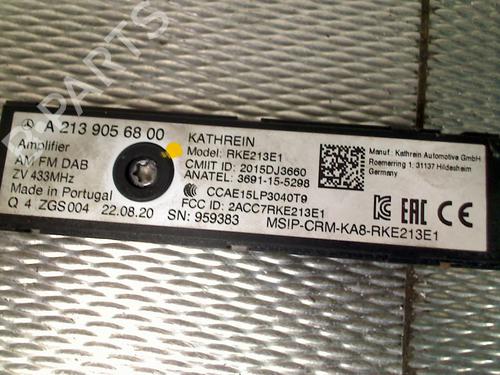 A 213 905 68 00
Amplifier
AM FM DAB
ZV 433MHz
Made in Portugal
Q 4 ZGS004 22.08.20
KATHREIN
Model: RKE213E1
CMIIT ID: 2015DJ3660
ANATEL: 3691-15-5298
CCAE15LP3040T9
FCC ID: 2ACC7RKE213E1
SN: 959383
MSIP-CRM-KA8-RKE213E1
Manuf.: Kathrein Automotive GmbH
Roemerring 1; 31137 Hildesheim
Germany
EAC CE
B-PARTS